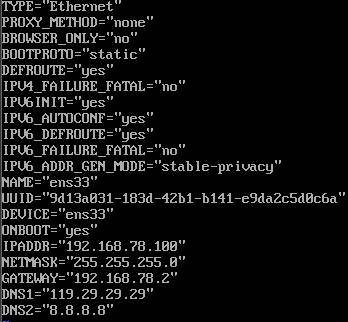 TYPE="Ethernet"
PROXY_METHOD="none"
BROWSER_ONLY="no"
BOOTPROTO="static"
DEFROUTE="yes"
IPV4_FAILURE_FATAL="no"
IPV6INIT="yes"
IPV6_AUTOCONF="yes"
IPV6_DEFROUTE="yes"
IPV6_FAILURE_FATAL="no"
IPV6_ADDR_GEN_MODE="stable-privacy"
NAME="ens33"
UUID="9d13a031-183d-42b1-b141-e9da2c5d0c6a"
DEVICE="ens33"
ONBOOT="yes"
IPADDR="192.168.78.100"
NETMASK="255.255.255.0"
GATEWAY="192.168.78.2"
DNS1="119.29.29.29"
DNS2="8.8.8.8"